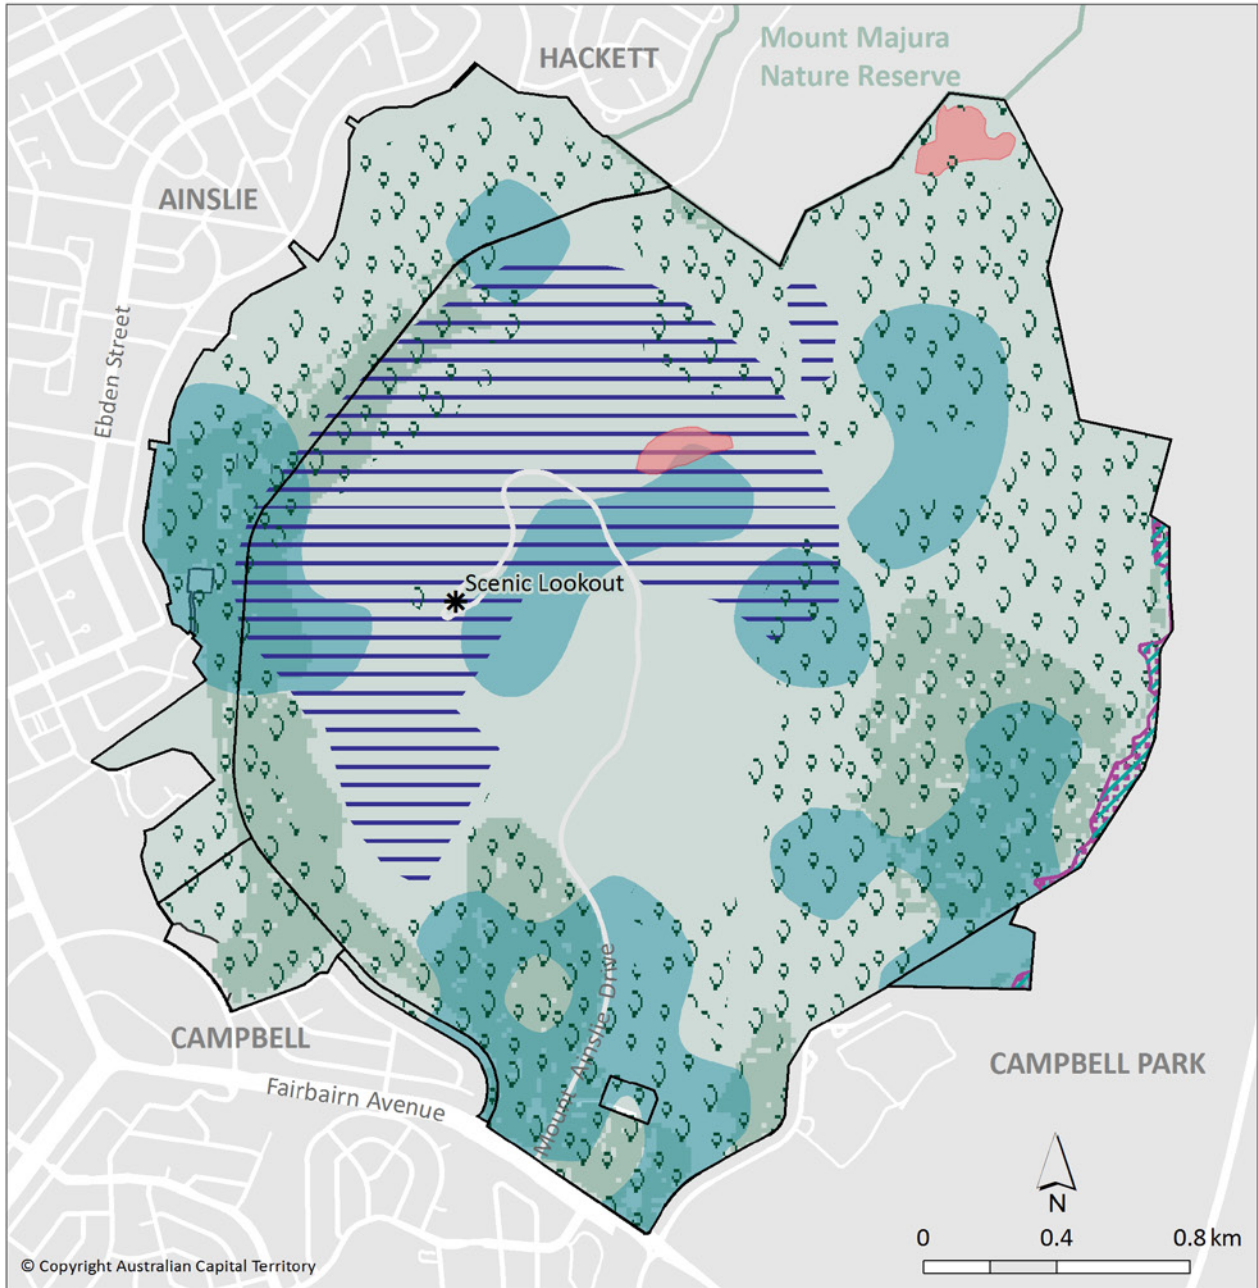 HACKETT
Mount Majura
Nature Reserve
AINSLIE
Ebden Street
Scenic Lookout
Mount Ainslie Drive
CAMPBELL
Fairbairn Avenue
CAMPBELL PARK
N
0 0.4 0.8 km
© Copyright Australian Capital Territory